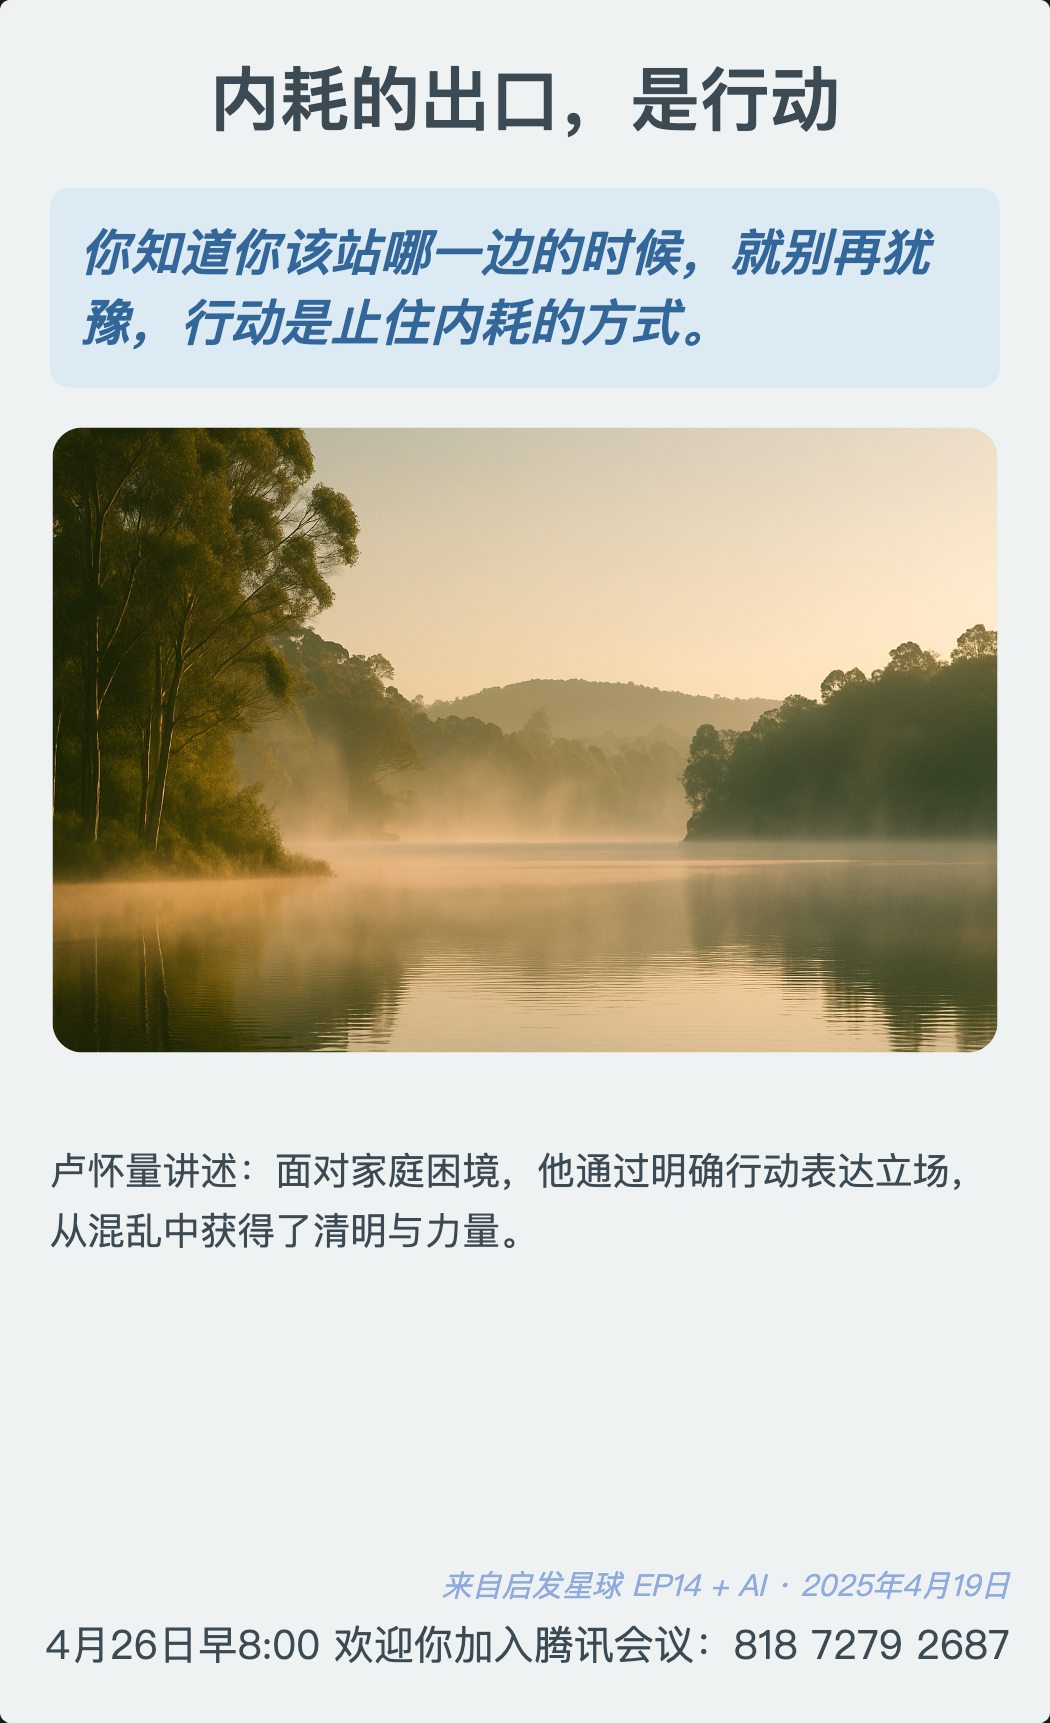 内耗的出口，是行动
你知道你该站哪一边的时候，就别再犹
豫，行动是止住内耗的方式。
卢怀量讲述：面对家庭困境，他通过明确行动表达立场，
从混乱中获得了清明与力量。
来自启发星球 EP14 + AI · 2025年4月19日
4月26日早8:00 欢迎你加入腾讯会议：818 7279 2687